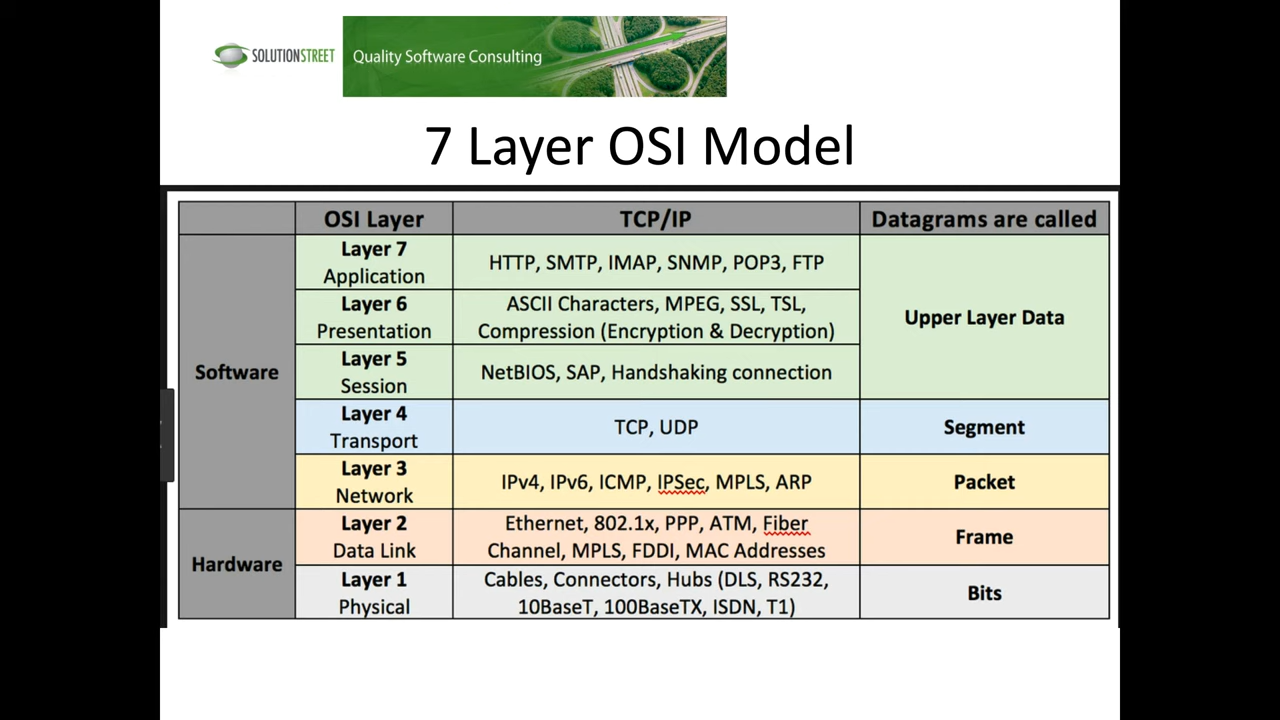 SOLUTIONSTREET
Quality Software Consulting
7 Layer OSI Model
OSI Layer
TCP/IP
Datagrams are called
Software
Layer 7
Application
HTTP, SMTP, IMAP, SNMP, POP3, FTP
Upper Layer Data
Layer 6
Presentation
ASCII Characters, MPEG, SSL, TSL,
Compression (Encryption & Decryption)
Layer 5
Session
NetBIOS, SAP, Handshaking connection
Layer 4
Transport
TCP, UDP
Segment
Layer 3
Network
IPv4, IPv6, ICMP, IPSec, MPLS, ARP
Packet
Hardware
Layer 2
Data Link
Ethernet, 802.1x, PPP, ATM, Fiber
Channel, MPLS, FDDI, MAC Addresses
Frame
Layer 1
Physical
Cables, Connectors, Hubs (DLS, RS232,
10BaseT, 100BaseTX, ISDN, T1)
Bits